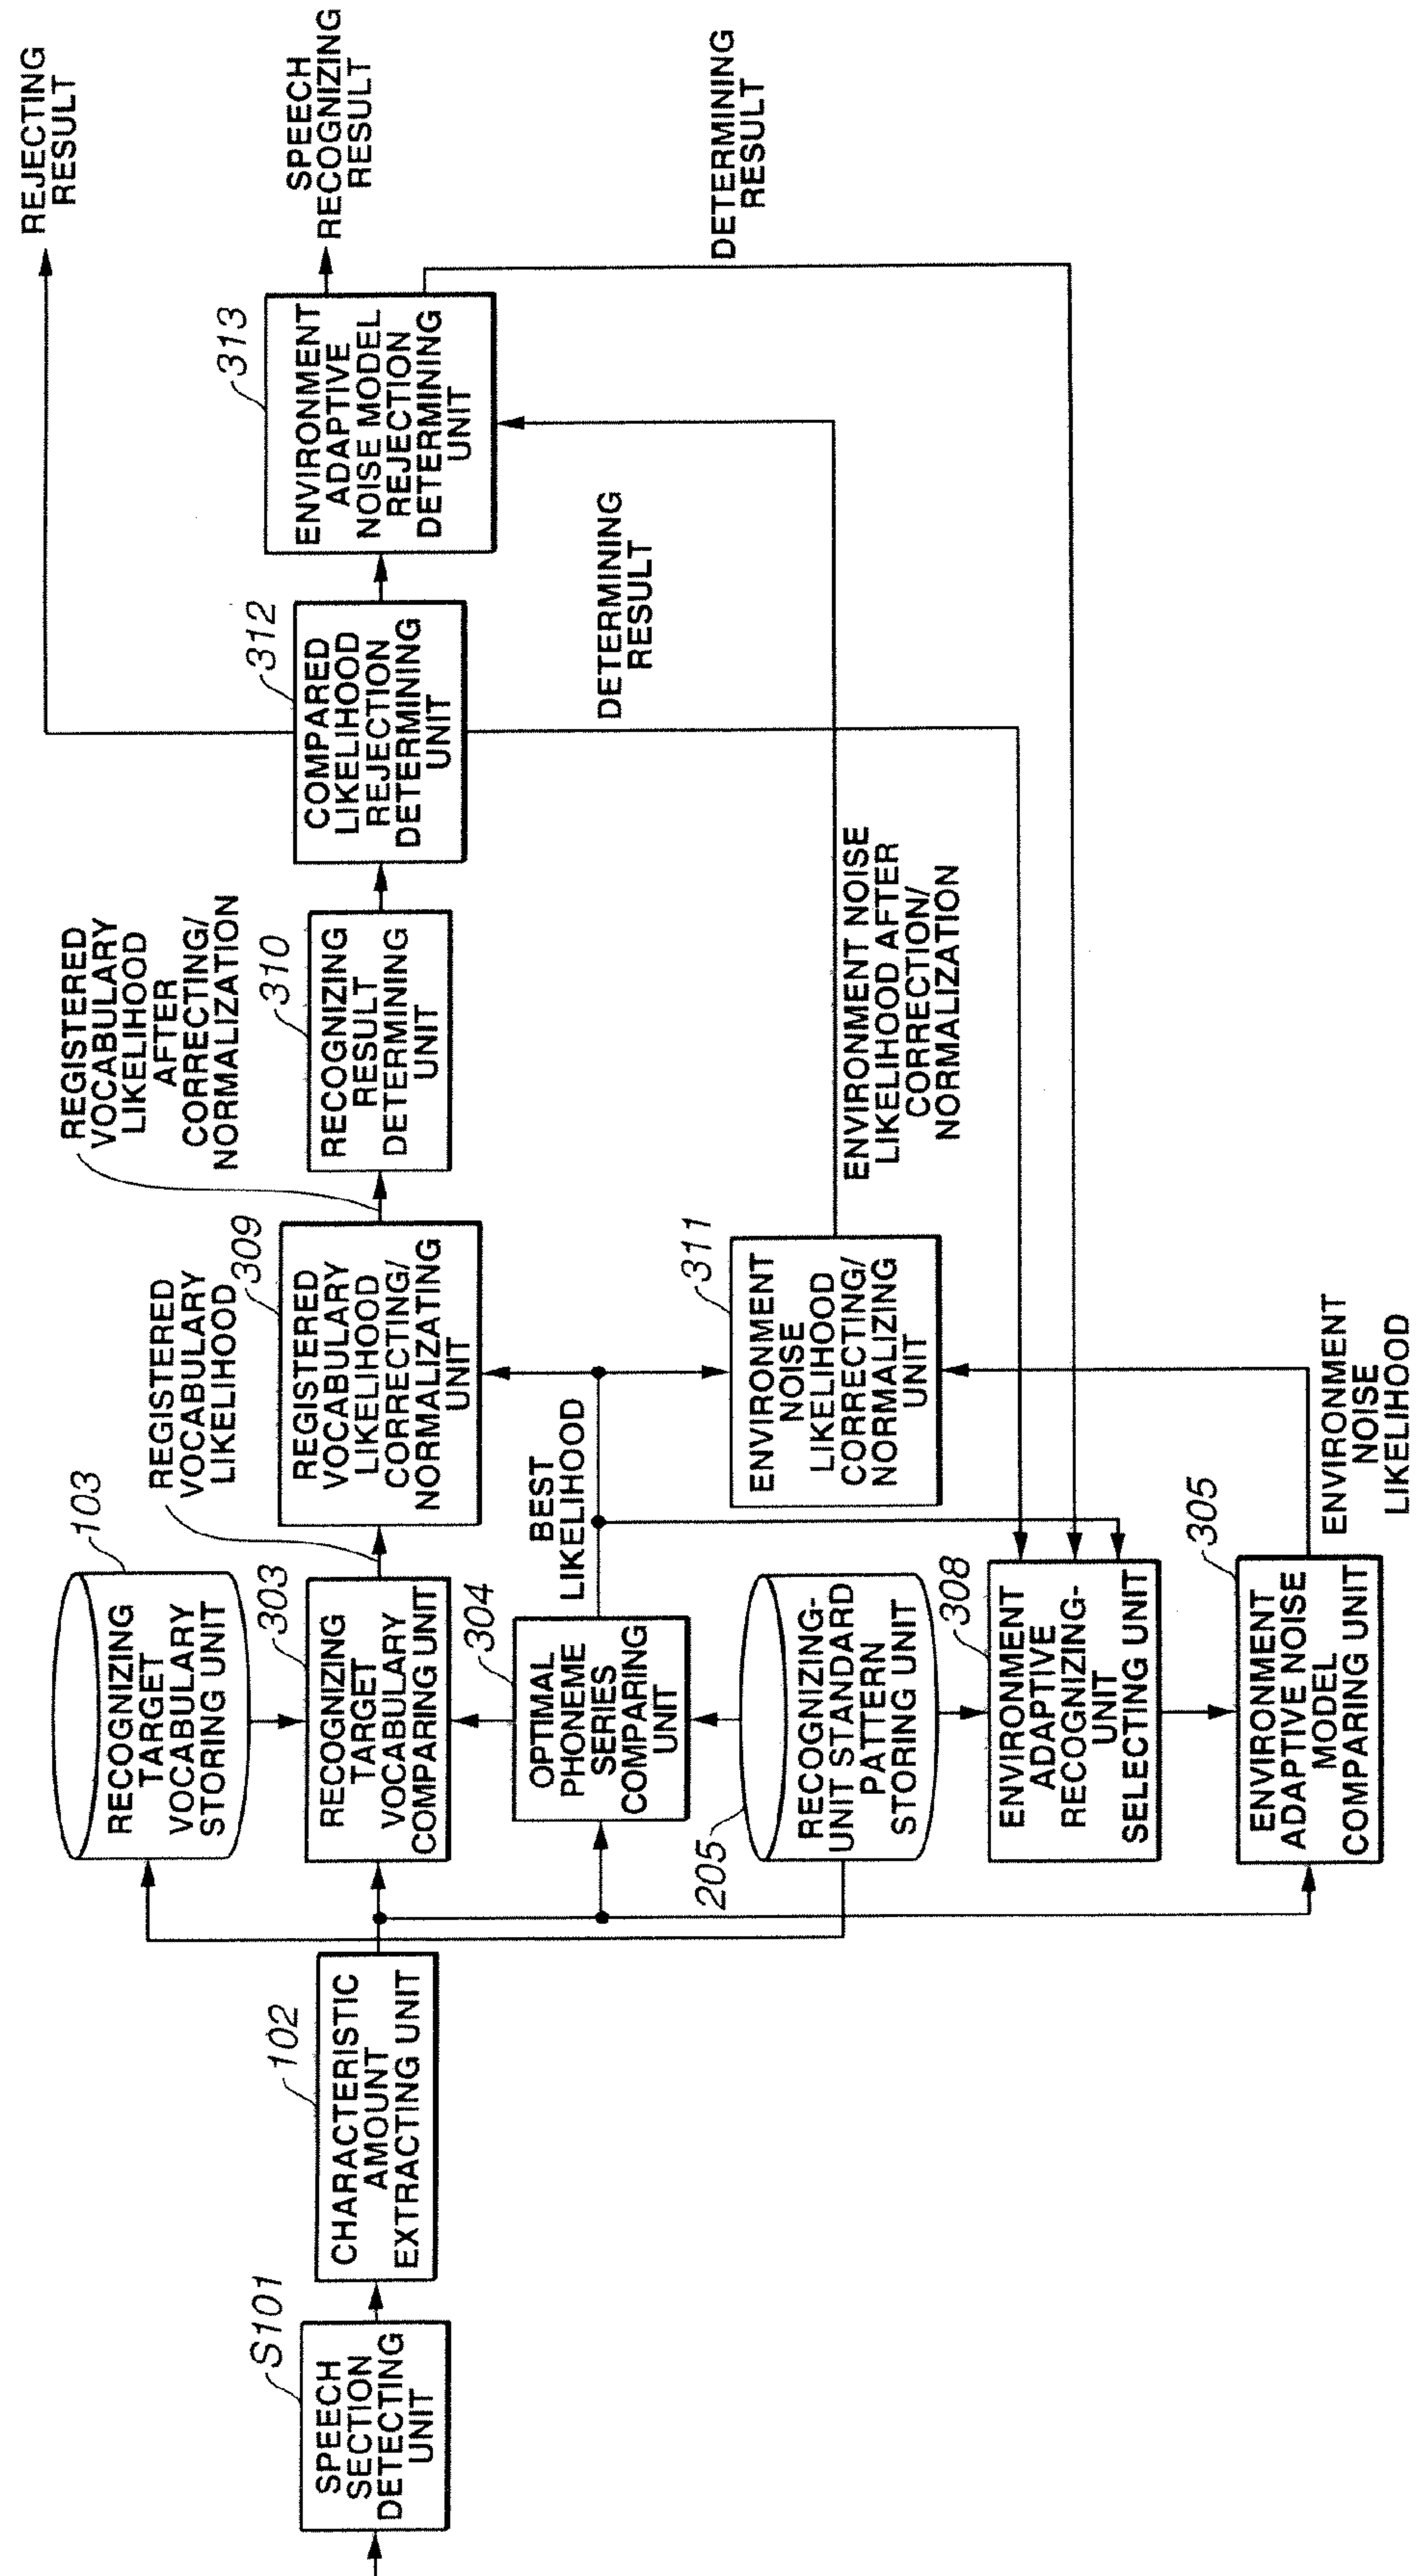 REJECTING
RESULT
SPEECH
RECOGNIZING
RESULT
DETERMINING
RESULT
313
ENVIRONMENT
ADAPTIVE
NOISE MODEL
REJECTION
DETERMINING
UNIT
312
COMPARED
LIKELIHOOD
REJECTION
DETERMINING
UNIT
DETERMINING
RESULT
REGISTERED
VOCABULARY
LIKELIHOOD
AFTER
CORRECTING/
NORMALIZATION
310
RECOGNIZING
RESULT
DETERMINING
UNIT
ENVIRONMENT NOISE
LIKELIHOOD AFTER
CORRECTION/
NORMALIZATION
REGISTERED
VOCABULARY
LIKELIHOOD
309
REGISTERED
VOCABULARY
LIKELIHOOD
CORRECTING/
NORMALIZATING
UNIT
311
ENVIRONMENT
NOISE
LIKELIHOOD
CORRECTING/
NORMALIZING
UNIT
BEST
LIKELIHOOD
ENVIRONMENT
NOISE
LIKELIHOOD
103
RECOGNIZING
TARGET
VOCABULARY
STORING UNIT
303
RECOGNIZING
TARGET
VOCABULARY
COMPARING UNIT
304
OPTIMAL
PHONEME
SERIES
COMPARING
UNIT
205
RECOGNIZING-
UNIT STANDARD
PATTERN
STORING UNIT
308
ENVIRONMENT
ADAPTIVE
RECOGNIZING-
UNIT
SELECTING UNIT
305
ENVIRONMENT
ADAPTIVE NOISE
MODEL
COMPARING UNIT
102
CHARACTERISTIC
AMOUNT
EXTRACTING UNIT
S101
SPEECH
SECTION
DETECTING
UNIT